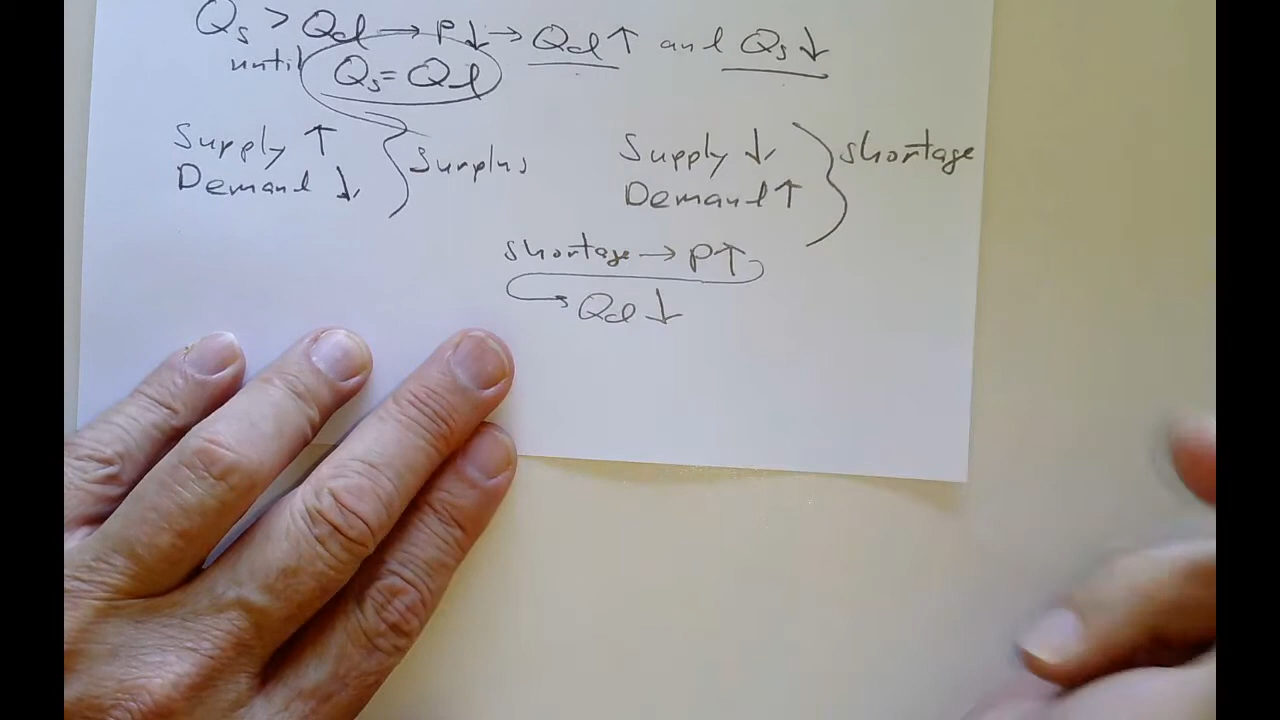 Qs > Qd → P↓ → Qd ↑ and Qs ↓
until Qs = Qd
Supply ↑
Demand ↓
} Surplus
Supply ↓
Demand ↑
} shortage
shortage → P↑
→ Qd ↓